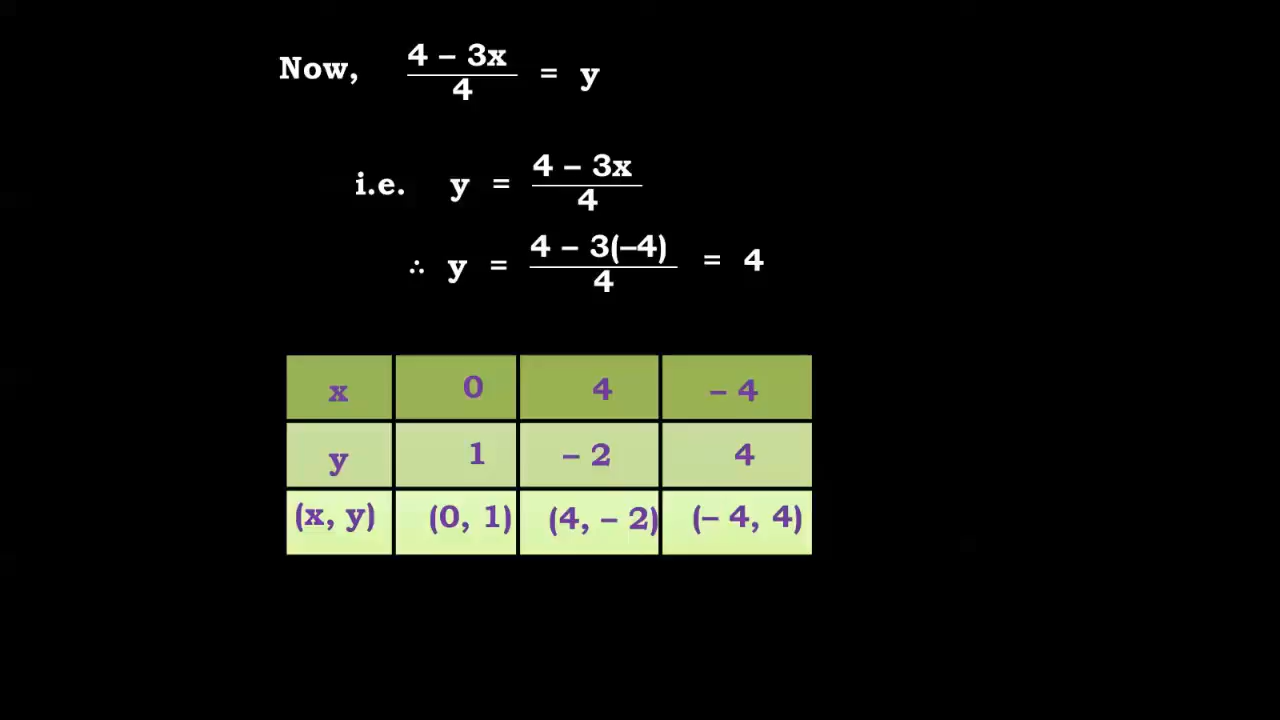 Now, 4 – 3x / 4 = y
i.e. y = 4 – 3x / 4
∴ y = 4 – 3(–4) / 4 = 4
x 0 4 – 4
y 1 – 2 4
(x, y) (0, 1) (4, – 2) (– 4, 4)